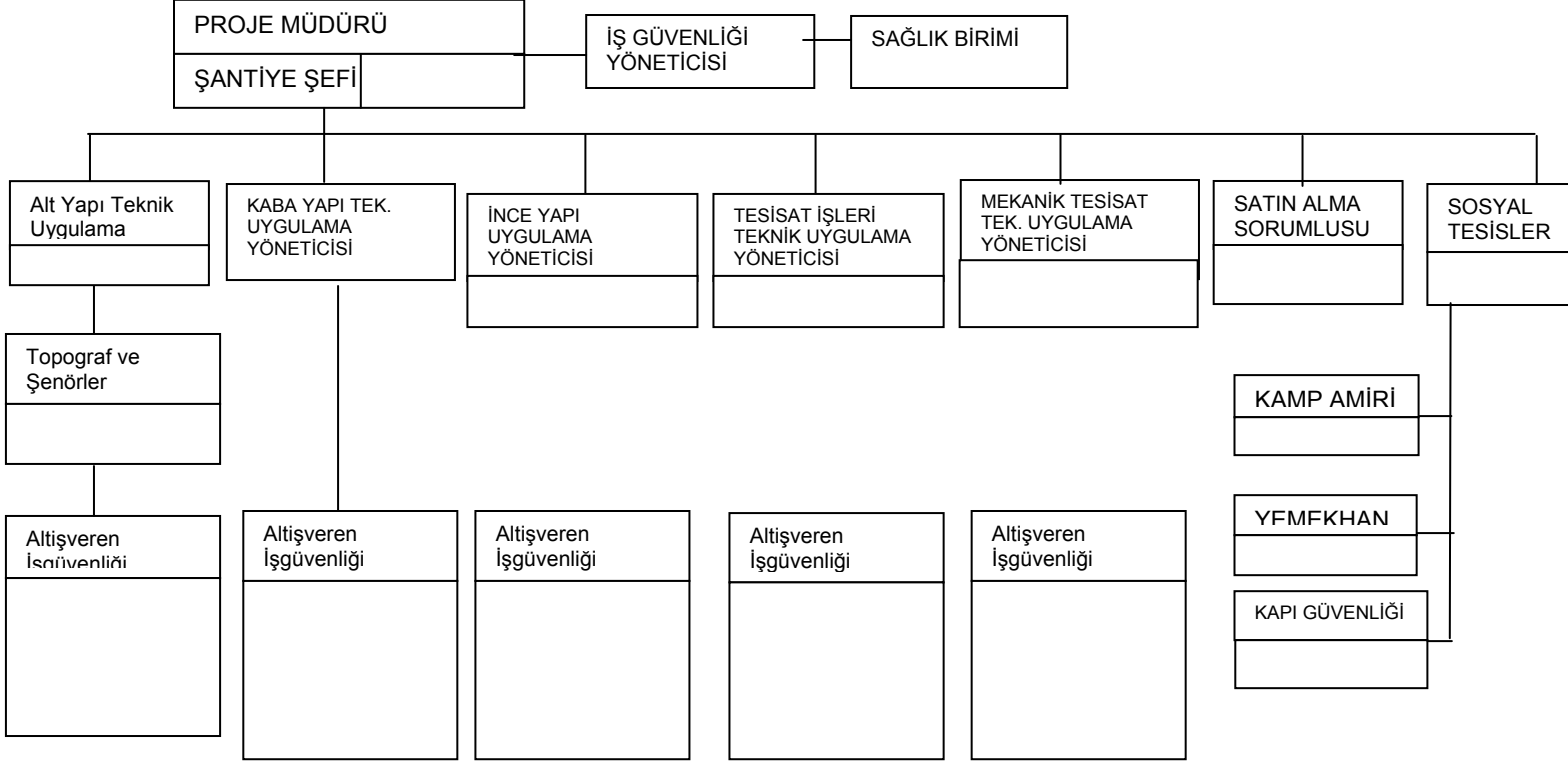 PROJE MÜDÜRÜ
ŞANTİYE ŞEFİ
İŞ GÜVENLİĞİ
YÖNETİCİSİ
SAĞLIK BİRİMİ
Alt Yapı Teknik
Uygulama
KABA YAPI TEK.
UYGULAMA
YÖNETİCİSİ
İNCE YAPI
UYGULAMA
YÖNETİCİSİ
TESİSAT İŞLERİ
TEKNİK UYGULAMA
YÖNETİCİSİ
MEKANİK TESİSAT
TEK. UYGULAMA
YÖNETİCİSİ
SATIN ALMA
SORUMLUSU
SOSYAL
TESİSLER
Topograf ve
Şenörler
KAMP AMİRİ
YEMEKHAN
KAPI GÜVENLİĞİ
Altişveren
İşgüvenliği
Altişveren
İşgüvenliği
Altişveren
İşgüvenliği
Altişveren
İşgüvenliği
Altişveren
İşgüvenliği